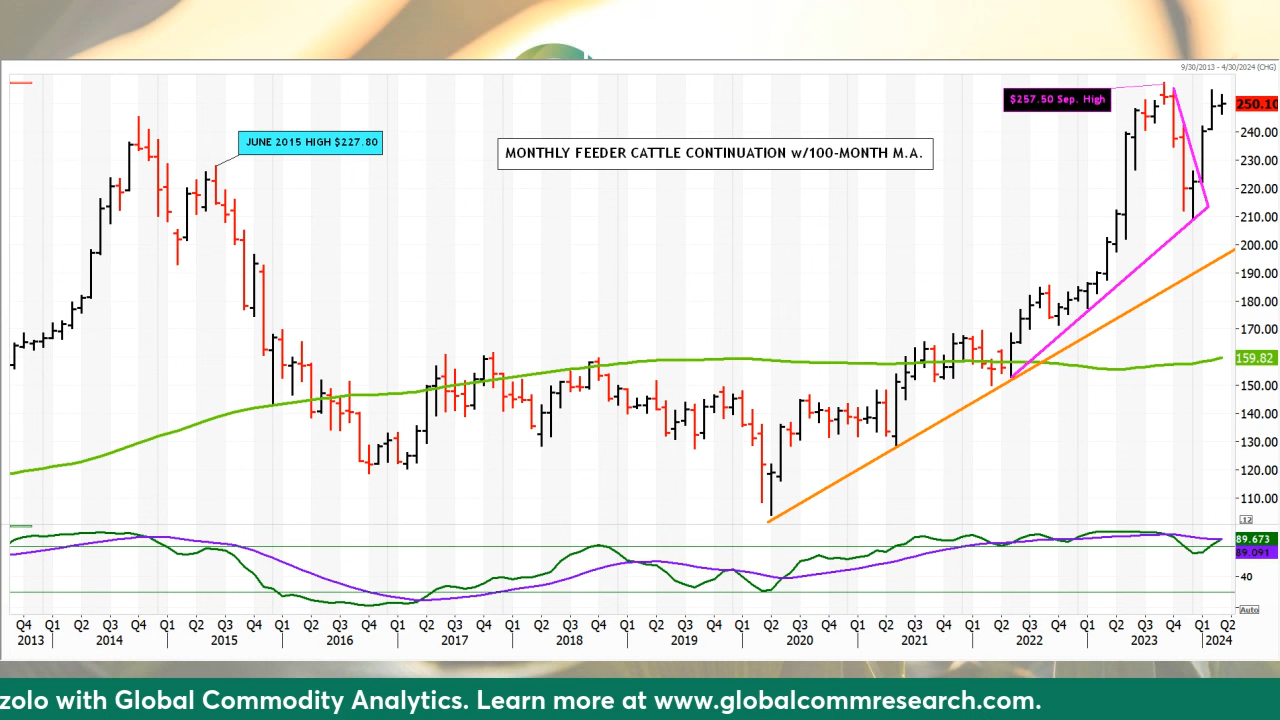 9/30/2013 - 4/30/2024 (CHG)
$257.50 Sep. High
250.10
JUNE 2015 HIGH $227.80
MONTHLY FEEDER CATTLE CONTINUATION w/100-MONTH M.A.
240.00
230.00
220.00
210.00
200.00
190.00
180.00
170.00
159.82
150.00
140.00
130.00
120.00
110.00
.12
89.673
89.091
40
Auto
Q4 Q1 Q2 Q3 Q4 Q1 Q2 Q3 Q4 Q1 Q2 Q3 Q4 Q1 Q2 Q3 Q4 Q1 Q2 Q3 Q4 Q1 Q2 Q3 Q4 Q1 Q2 Q3 Q4 Q1 Q2 Q3 Q4 Q1 Q2 Q3 Q4 Q1 Q2 Q3 Q4 Q1 Q2
2013 2014 2015 2016 2017 2018 2019 2020 2021 2022 2023 2024
zolo with Global Commodity Analytics. Learn more at www.globalcommresearch.com.